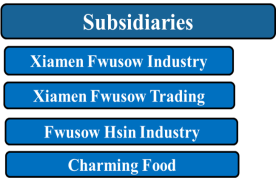 Subsidiaries
Xiamen Fwusow Industry
Xiamen Fwusow Trading
Fwusow Hsin Industry
Charming Food